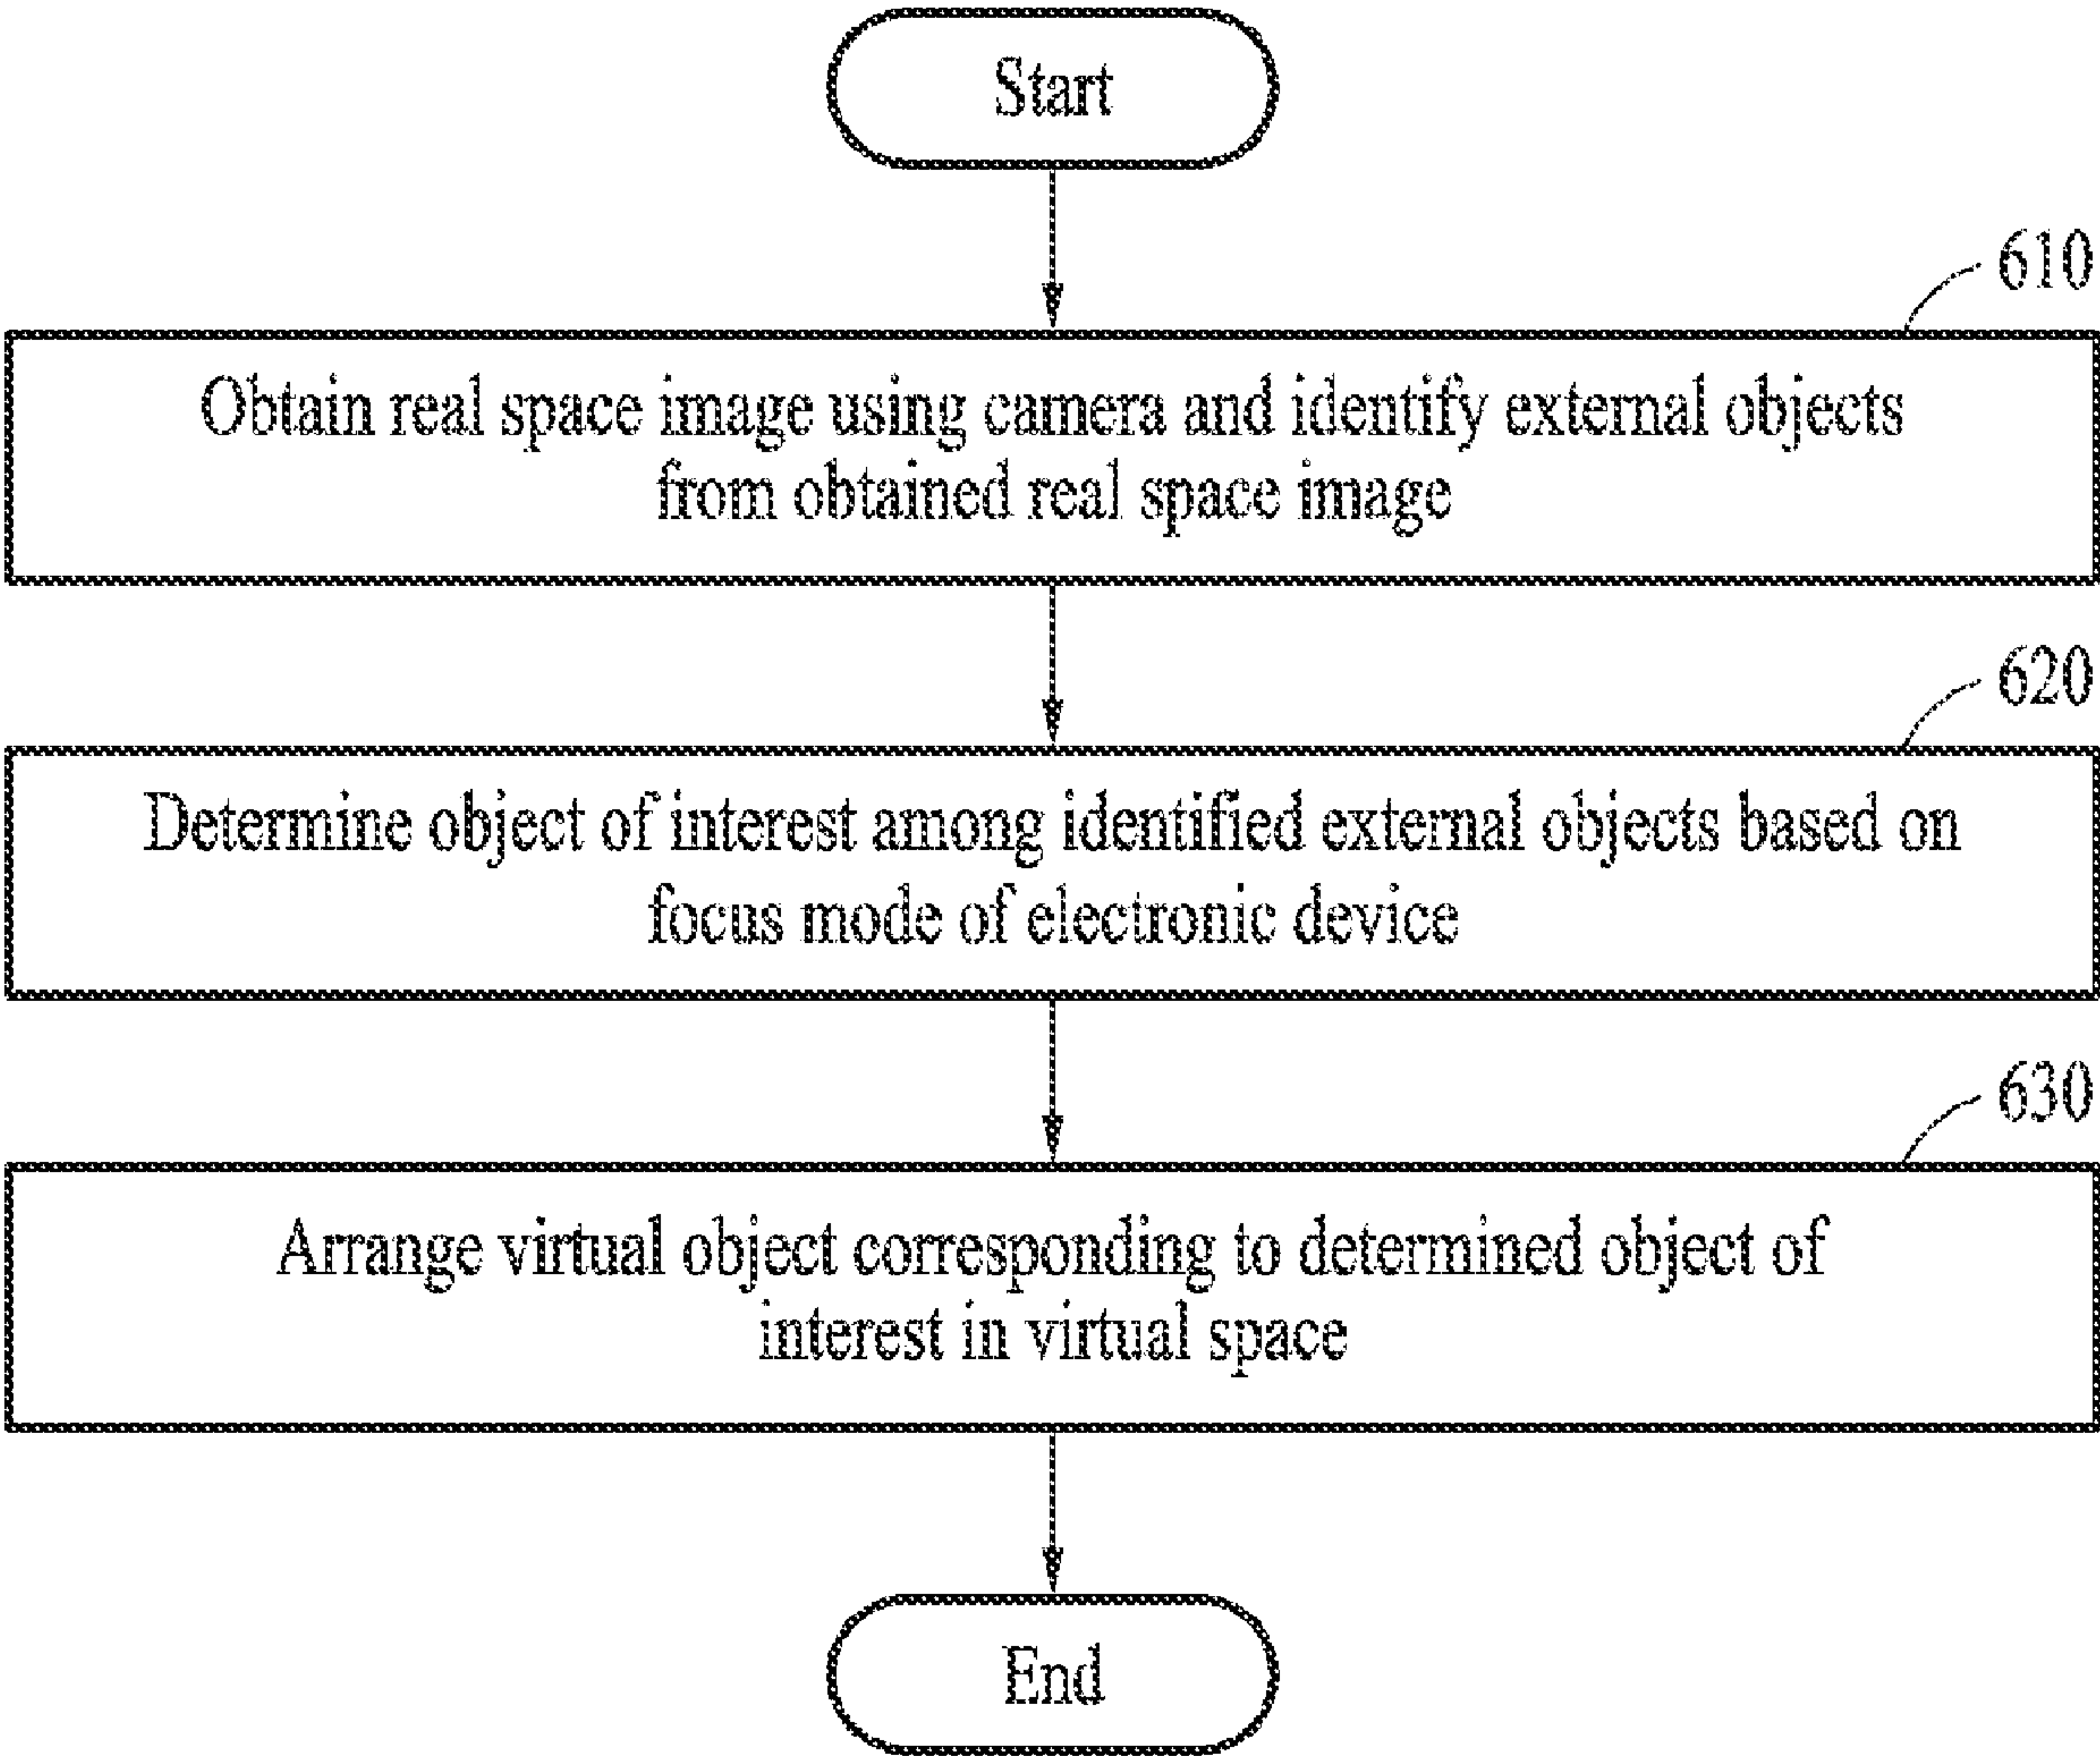 Start
610
Obtain real space image using camera and identify external objects
from obtained real space image
620
Determine object of interest among identified external objects based on
focus mode of electronic device
630
Arrange virtual object corresponding to determined object of
interest in virtual space
End